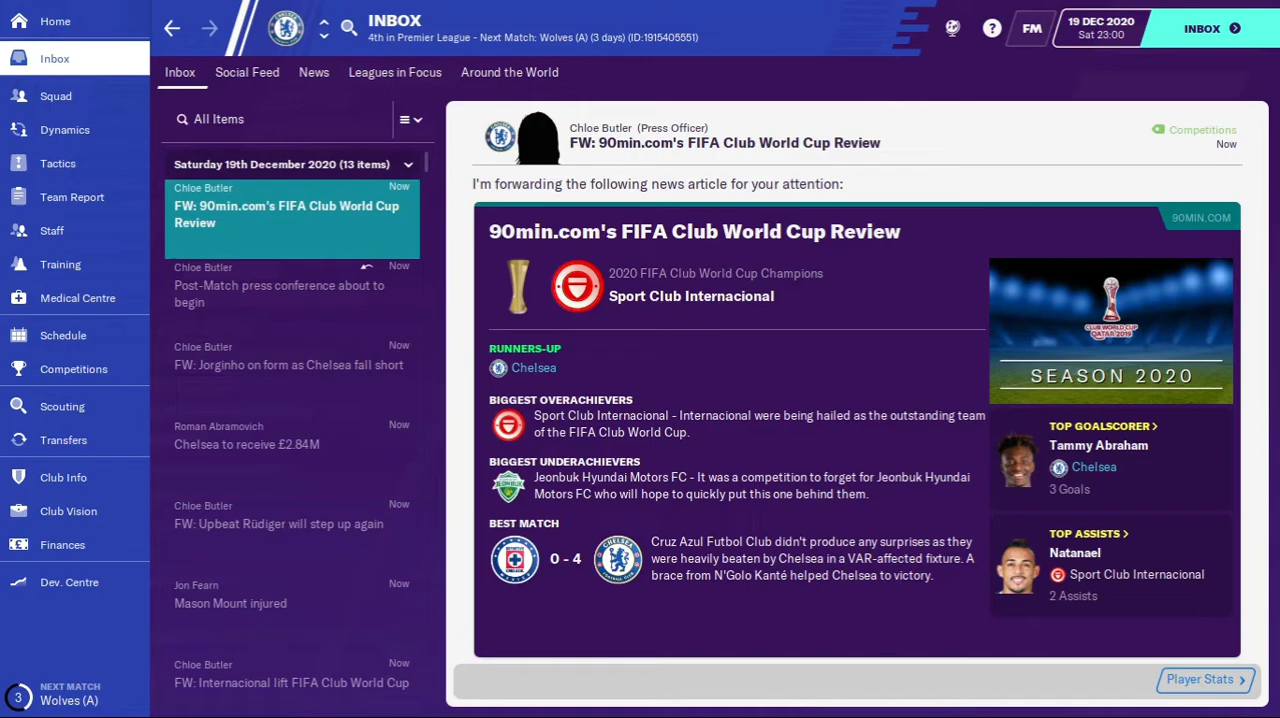 Home
INBOX
4th in Premier League - Next Match: Wolves (A) (3 days) (ID:1915405551)
FM
19 DEC 2020
Sat 23:00
INBOX
Inbox
Squad
Dynamics
Tactics
Team Report
Staff
Training
Medical Centre
Schedule
Competitions
Scouting
Transfers
Club Info
Club Vision
Finances
Dev. Centre
3
NEXT MATCH
Wolves (A)
Inbox
Social Feed
News
Leagues in Focus
Around the World
All Items
Saturday 19th December 2020 (13 items)
Chloe Butler
Now
FW: 90min.com's FIFA Club World Cup
Review
Chloe Butler
Now
Post-Match press conference about to
begin
Chloe Butler
Now
FW: Jorginho on form as Chelsea fall short
Roman Abramovich
Now
Chelsea to receive £2.84M
Chloe Butler
Now
FW: Upbeat Rüdiger will step up again
Jon Fearn
Now
Mason Mount injured
Chloe Butler
Now
FW: Internacional lift FIFA Club World Cup
Chloe Butler (Press Officer)
FW: 90min.com's FIFA Club World Cup Review
Competitions
Now
I'm forwarding the following news article for your attention:
90MIN.COM
90min.com's FIFA Club World Cup Review
2020 FIFA Club World Cup Champions
Sport Club Internacional
RUNNERS-UP
Chelsea
BIGGEST OVERACHIEVERS
Sport Club Internacional - Internacional were being hailed as the outstanding team
of the FIFA Club World Cup.
BIGGEST UNDERACHIEVERS
Jeonbuk Hyundai Motors FC - It was a competition to forget for Jeonbuk Hyundai
Motors FC who will hope to quickly put this one behind them.
BEST MATCH
0 - 4
Cruz Azul Futbol Club didn't produce any surprises as they
were heavily beaten by Chelsea in a VAR-affected fixture. A
brace from N'Golo Kanté helped Chelsea to victory.
CLUB WORLD CUP
QATAR 2019
SEASON 2020
TOP GOALSCORER
Tammy Abraham
Chelsea
3 Goals
TOP ASSISTS
Natanael
Sport Club Internacional
2 Assists
Player Stats